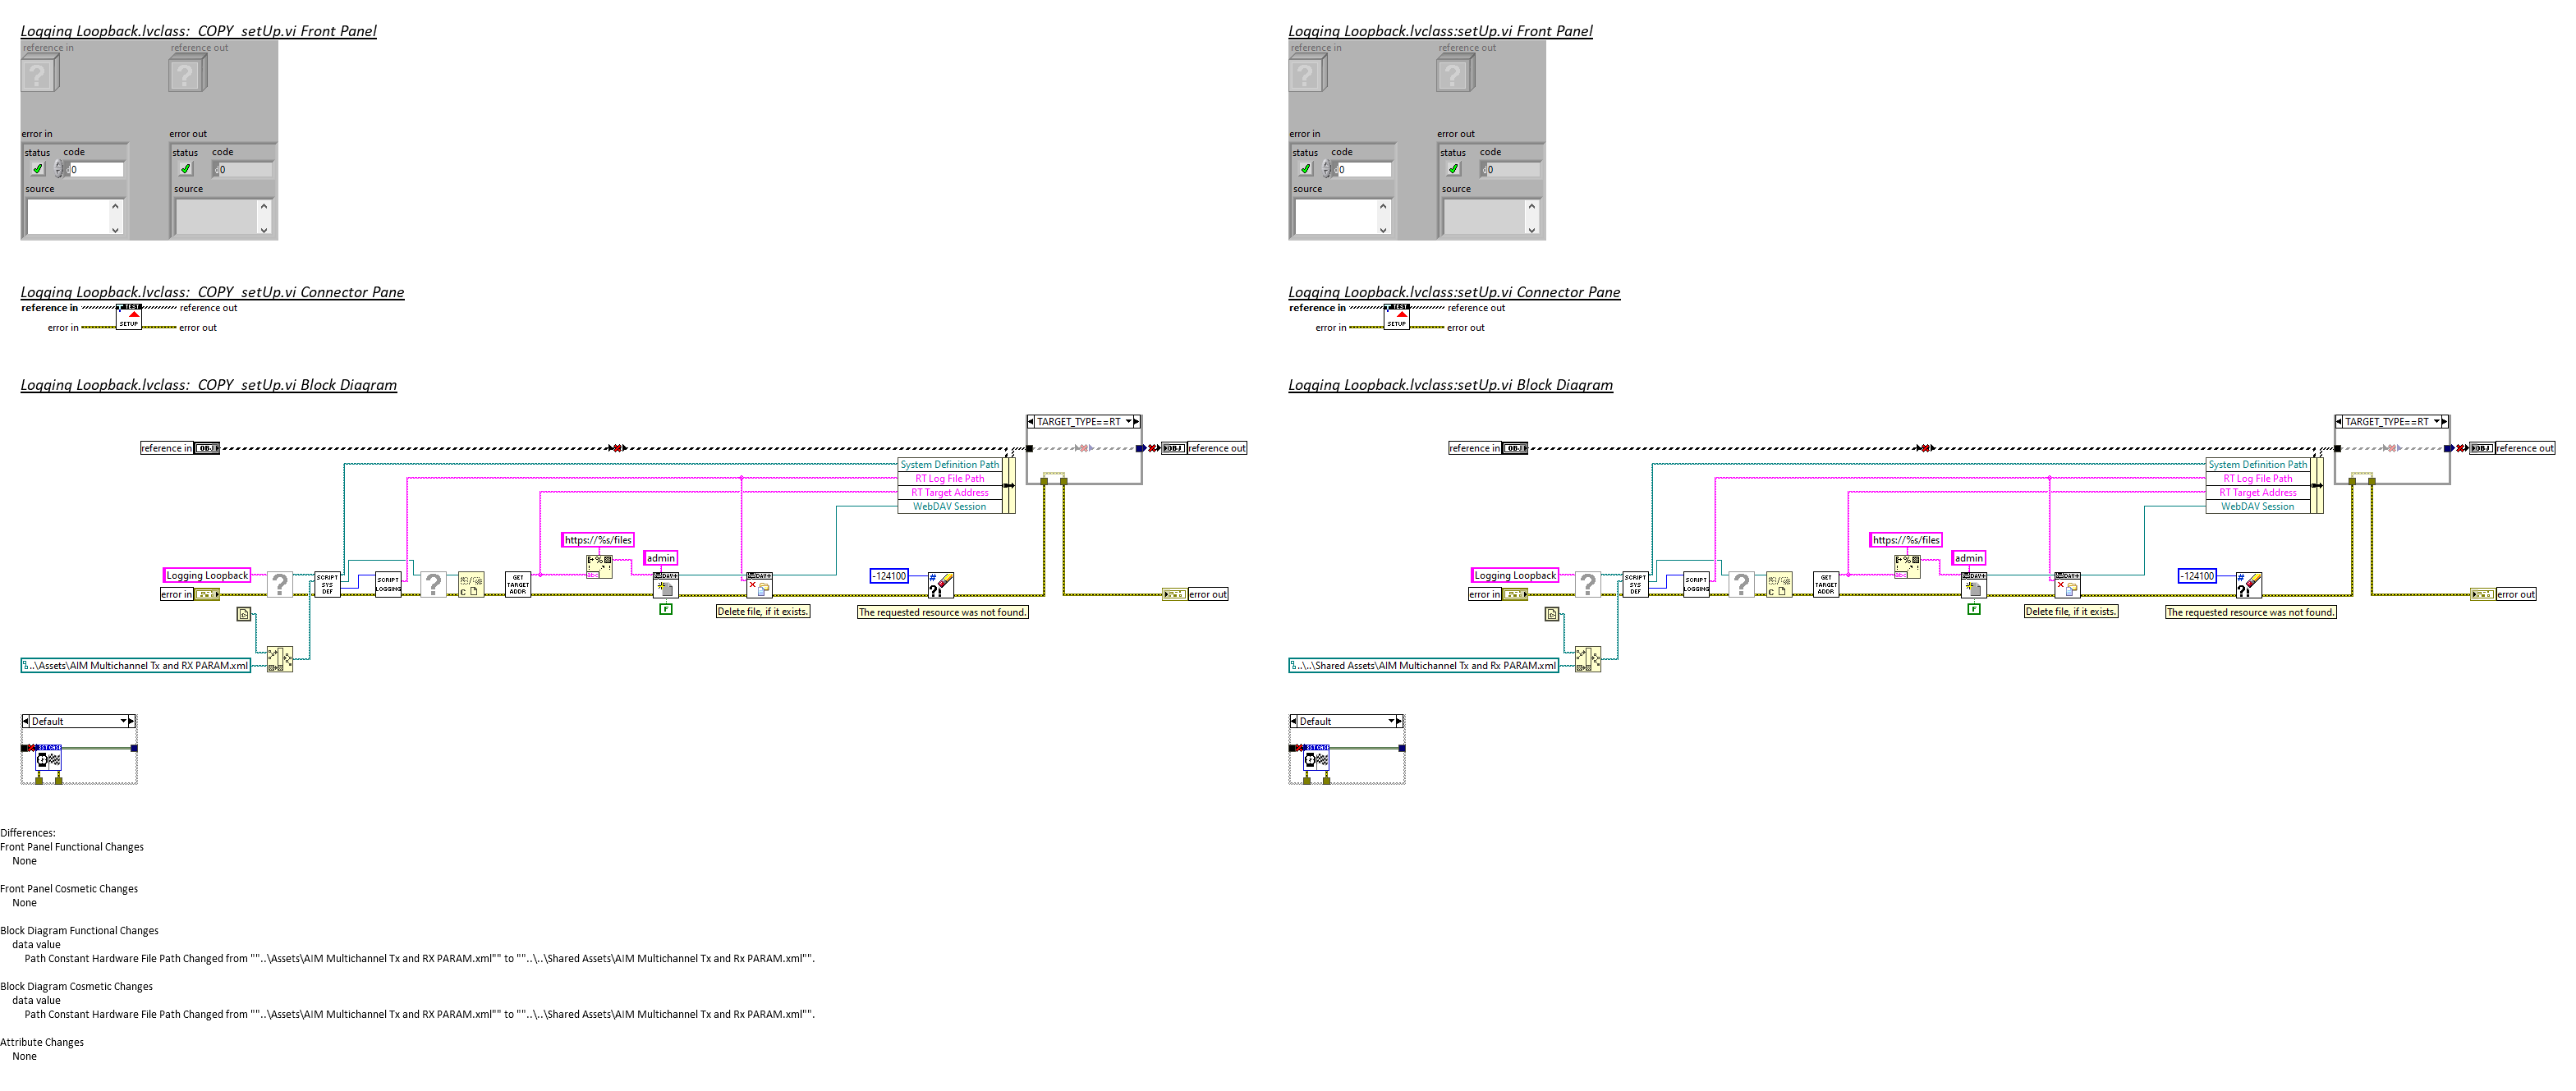 Logging Loopback.lvclass:_COPY_setUp.vi Front Panel
reference in
reference out
error in
error out
status
code
status
code
0
0
source
source
Logging Loopback.lvclass:_COPY_setUp.vi Connector Pane
reference in
reference out
TEST
SETUP
error in
error out
Logging Loopback.lvclass:_COPY_setUp.vi Block Diagram
TARGET_TYPE==RT
reference in
OBJ
OBJ
reference out
System Definition Path
RT Log File Path
RT Target Address
WebDAV Session
https://%s/files
admin
Logging Loopback
SCRIPT SYS DEF
SCRIPT LOGGING
GET TARGET ADDR
-124100
error in
error out
Delete file, if it exists.
The requested resource was not found.
..\Assets\AIM Multichannel Tx and RX PARAM.xml
Default
Logging Loopback.lvclass:setUp.vi Front Panel
reference in
reference out
error in
error out
status
code
status
code
0
0
source
source
Logging Loopback.lvclass:setUp.vi Connector Pane
reference in
reference out
TEST
SETUP
error in
error out
Logging Loopback.lvclass:setUp.vi Block Diagram
TARGET_TYPE==RT
reference in
OBJ
OBJ
reference out
System Definition Path
RT Log File Path
RT Target Address
WebDAV Session
https://%s/files
admin
Logging Loopback
SCRIPT SYS DEF
SCRIPT LOGGING
GET TARGET ADDR
-124100
error in
error out
Delete file, if it exists.
The requested resource was not found.
..\..\Shared Assets\AIM Multichannel Tx and Rx PARAM.xml
Default
Differences:
Front Panel Functional Changes
None
Front Panel Cosmetic Changes
None
Block Diagram Functional Changes
data value
Path Constant Hardware File Path Changed from ""..\Assets\AIM Multichannel Tx and RX PARAM.xml"" to ""..\..\Shared Assets\AIM Multichannel Tx and Rx PARAM.xml"".
Block Diagram Cosmetic Changes
data value
Path Constant Hardware File Path Changed from ""..\Assets\AIM Multichannel Tx and RX PARAM.xml"" to ""..\..\Shared Assets\AIM Multichannel Tx and Rx PARAM.xml"".
Attribute Changes
None